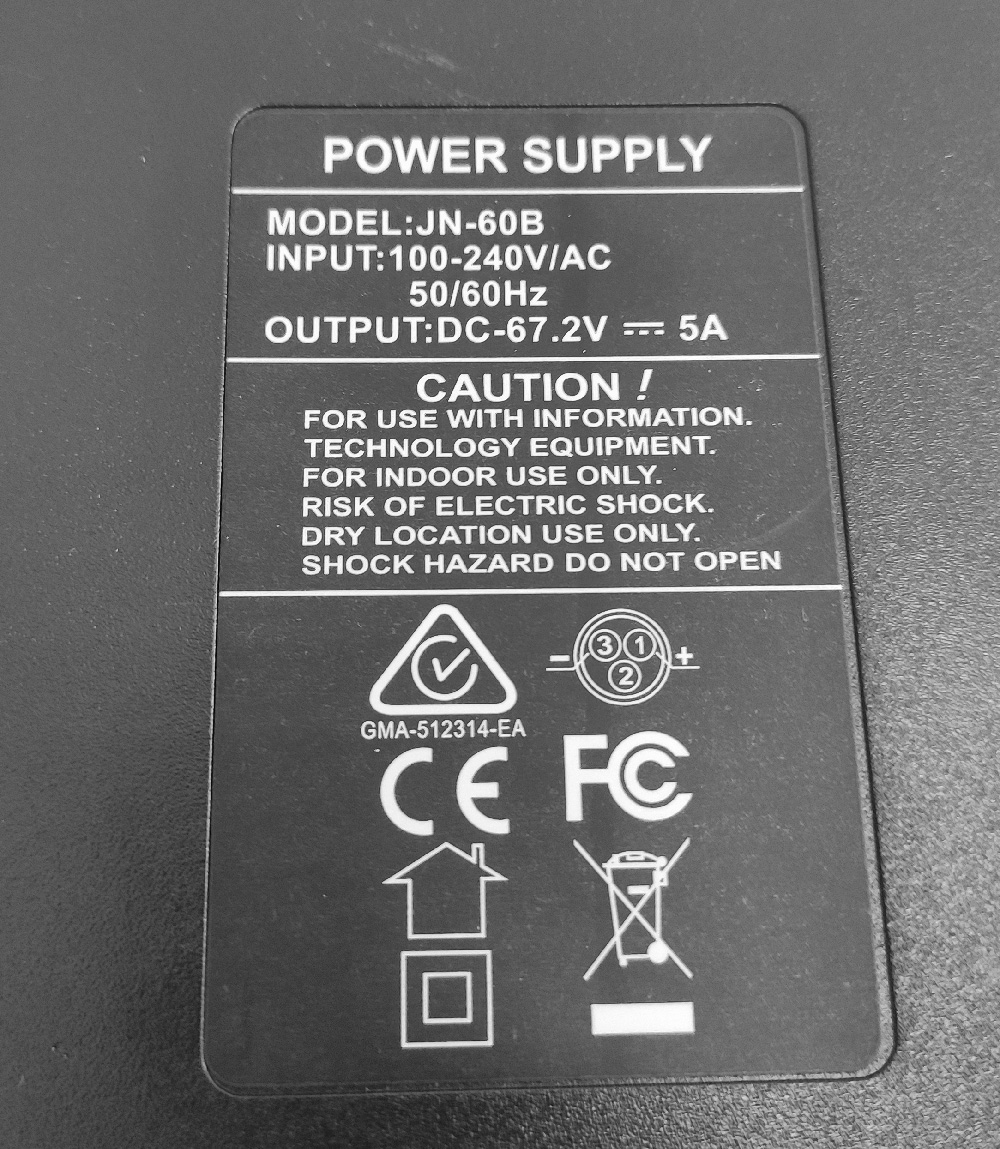 POWER SUPPLY
MODEL:JN-60B
INPUT:100-240V/AC
50/60Hz
OUTPUT:DC-67.2V ⎓ 5A
CAUTION !
FOR USE WITH INFORMATION.
TECHNOLOGY EQUIPMENT.
FOR INDOOR USE ONLY.
RISK OF ELECTRIC SHOCK.
DRY LOCATION USE ONLY.
SHOCK HAZARD DO NOT OPEN
− 3 1 +
2
GMA-512314-EA
CE FC